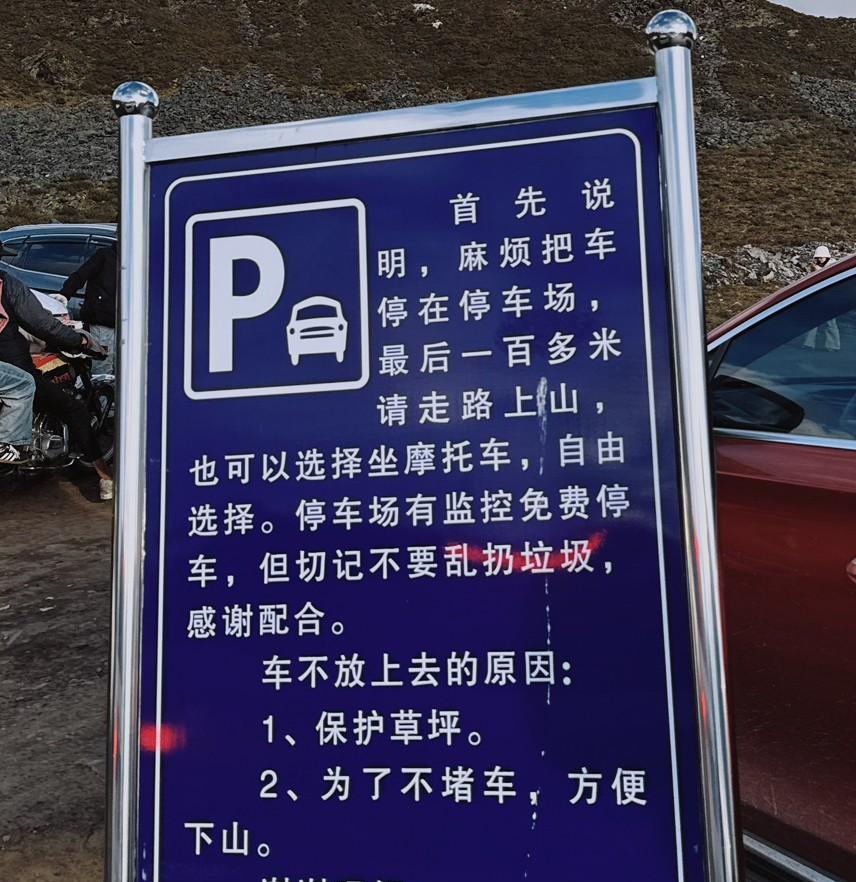 P
首先说
明，麻烦把车
停在停车场，
最后一百多米
请走路上山，
也可以选择坐摩托车，自由
选择。停车场有监控免费停
车，但切记不要乱扔垃圾，
感谢配合。
车不放上去的原因：
1、保护草坪。
2、为了不堵车，方便
下山。